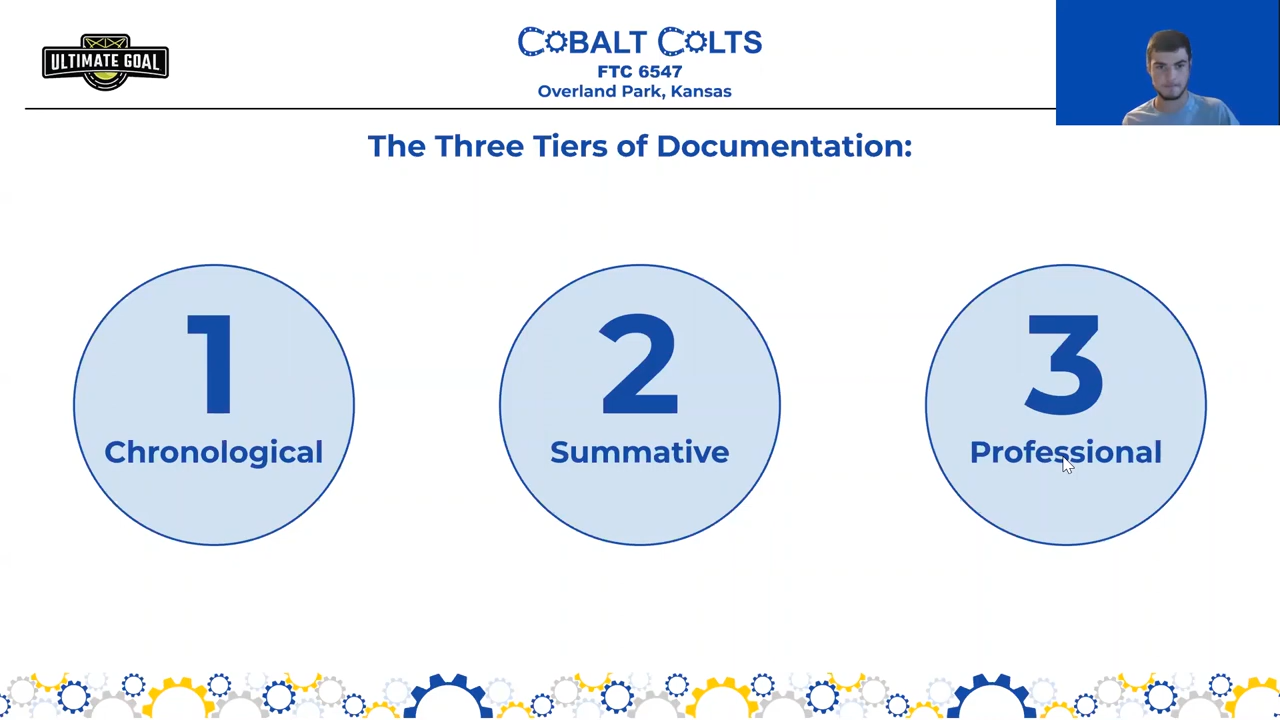 ULTIMATE GOAL
COBALT COLTS
FTC 6547
Overland Park, Kansas
The Three Tiers of Documentation:
1
Chronological
2
Summative
3
Professional